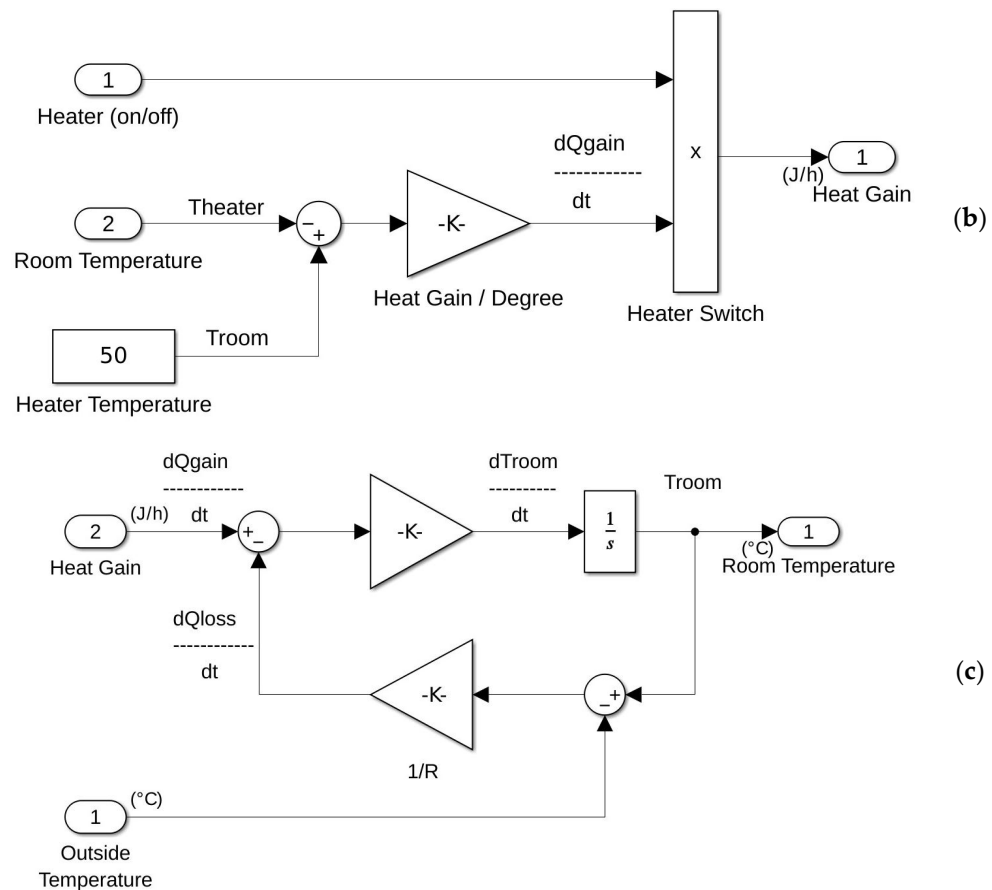 1
Heater (on/off)
dQgain
------------
dt
x
1
(J/h)
Heat Gain
(b)
2
Theater
−
+
-K-
Room Temperature
Heat Gain / Degree
Heater Switch
50
Troom
Heater Temperature
dQgain
------------
dt
dTroom
----------
dt
Troom
2
(J/h)
+
−
-K-
1
s
1
(°C)
Heat Gain
Room Temperature
dQloss
------------
dt
-K-
−
+
(c)
1/R
1
(°C)
Outside
Temperature